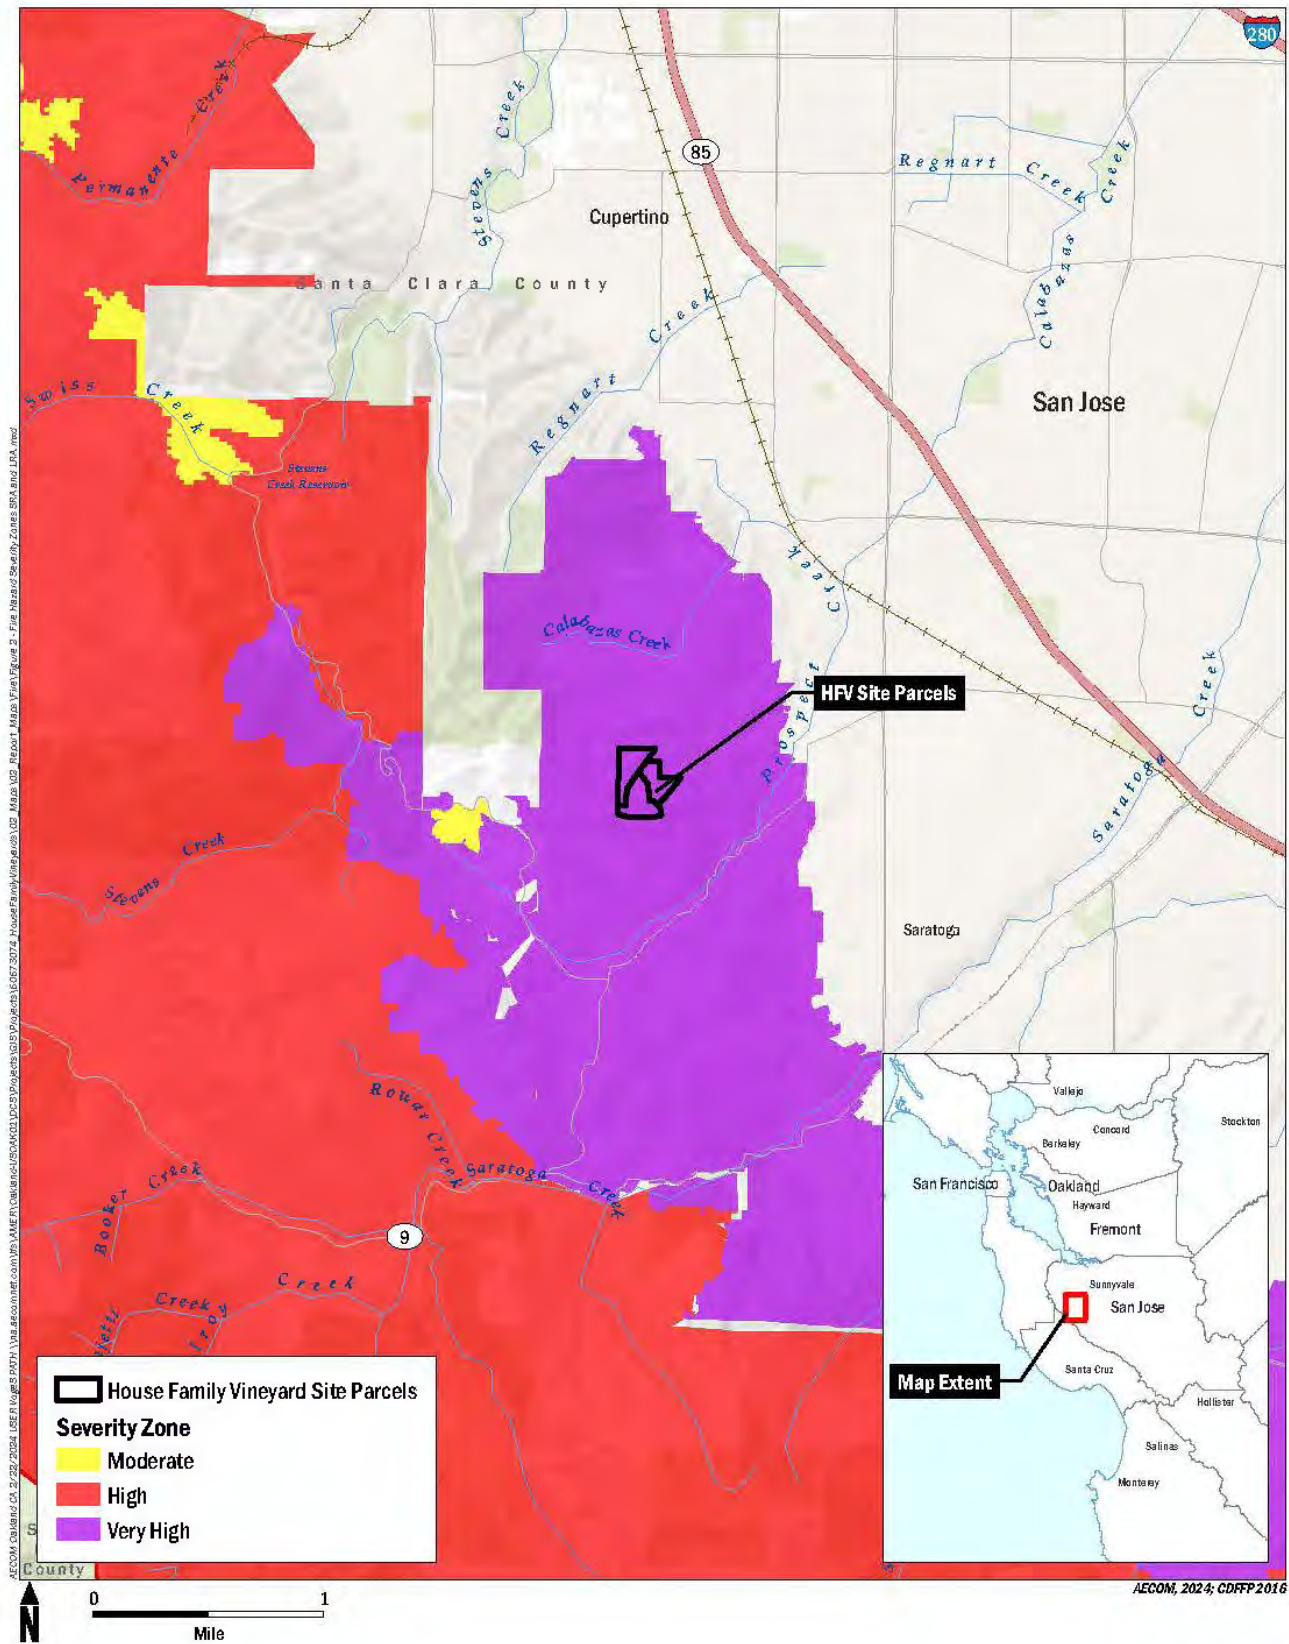 280
Creek
Permanente
Stevens Creek
85
Regnart Creek
Calabazas Creek
Cupertino
Santa Clara County
Regnart Creek
San Jose
Swiss Creek
Stevens
Creek Reservoir
Calabazas Creek
Prospect Creek
HFV Site Parcels
Saratoga Creek
Stevens Creek
Saratoga
Rouar Creek
Saratoga Creek
Booker Creek
9
Creek
Creek
County
House Family Vineyard Site Parcels
Severity Zone
Moderate
High
Very High
Vallejo
Stockton
Concord
Berkeley
San Francisco
Oakland
Hayward
Fremont
Sunnyvale
San Jose
Map Extent
Santa Cruz
Hollister
Salinas
Monterey
N
0 1
Mile
AECOM, 2024; CDFFP 2016